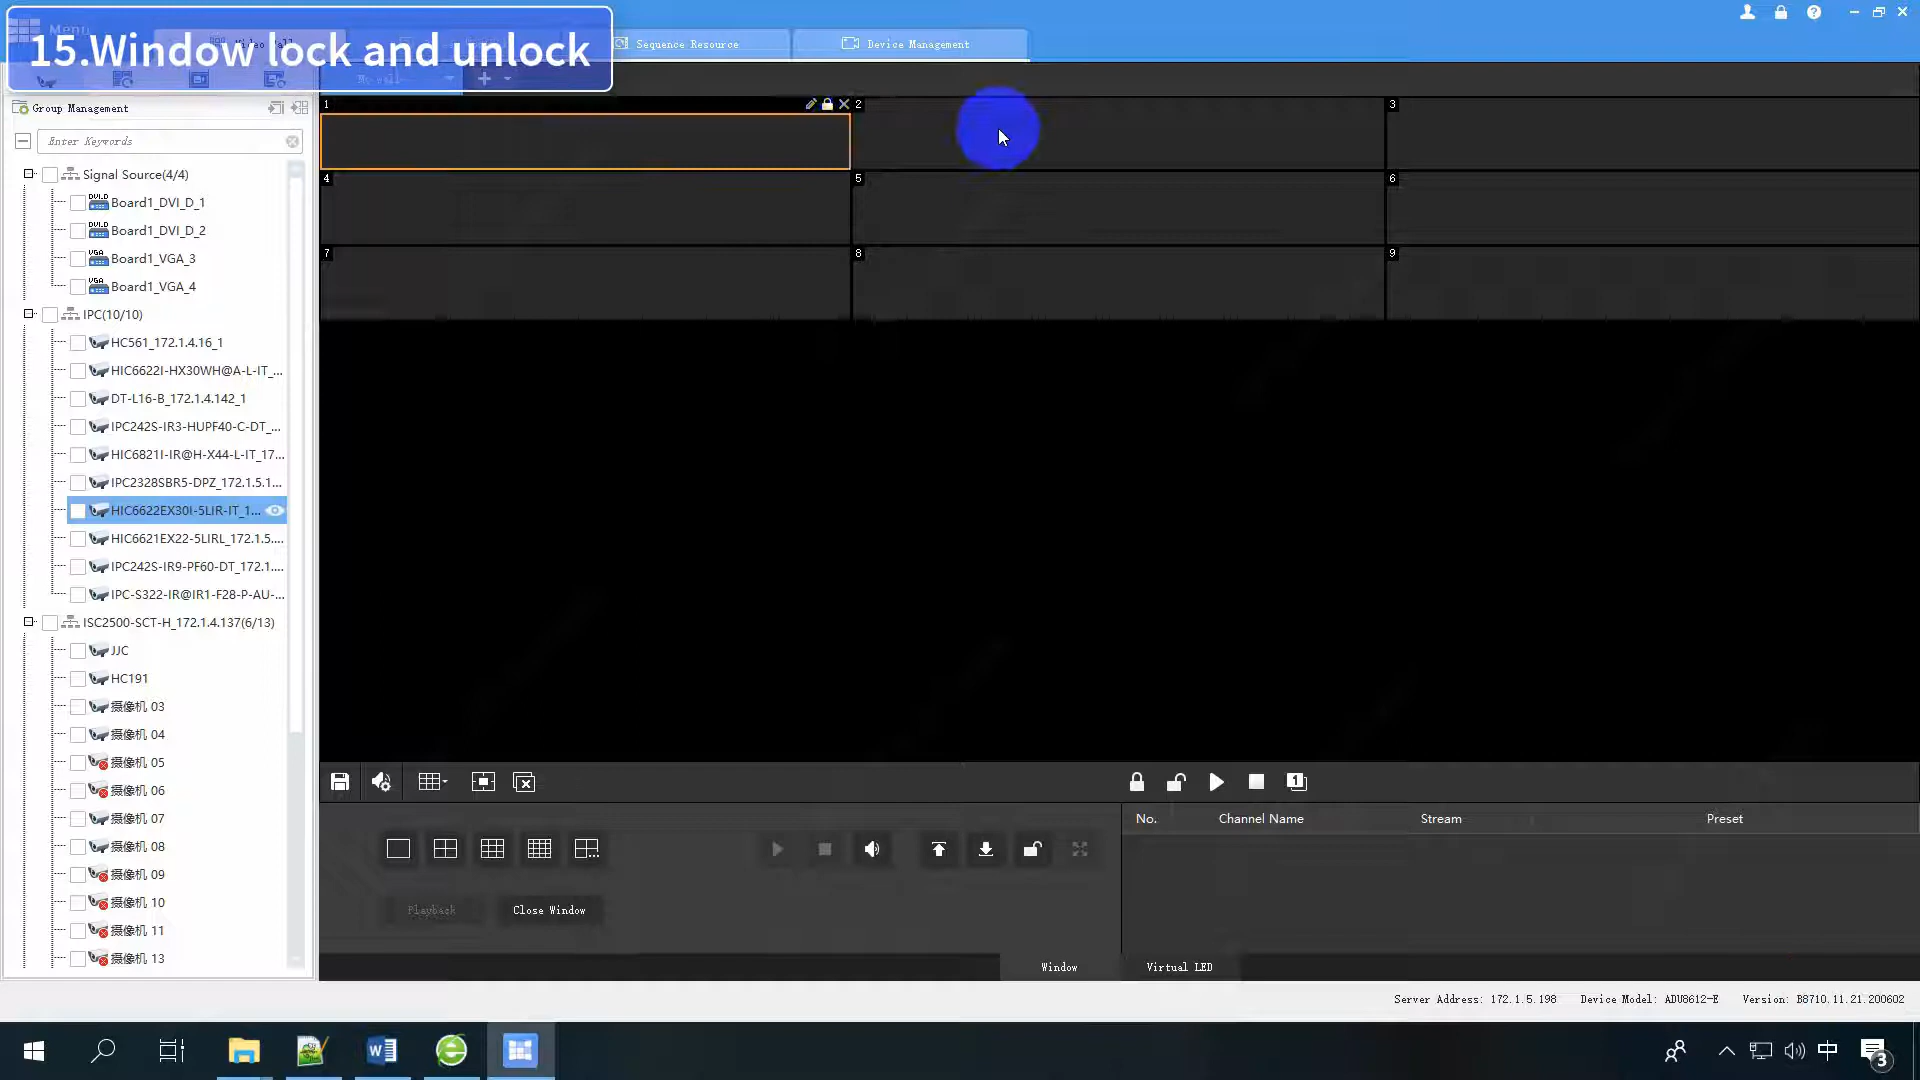 Menu
15.Window lock and unlock
Sequence Resource
Device Management
My wall
Group Management
1
2
3
Enter Keywords
Signal Source(4/4)
4
5
6
Board1_DVI_D_1
Board1_DVI_D_2
7
8
9
Board1_VGA_3
Board1_VGA_4
IPC(10/10)
HC561_172.1.4.16_1
HIC6622I-HX30WH@A-L-IT_...
DT-L16-B_172.1.4.142_1
IPC242S-IR3-HUPF40-C-DT_...
HIC6821I-IR@H-X44-L-IT_17...
IPC2328SBR5-DPZ_172.1.5.1...
HIC6622EX30I-5LIR-IT_1...
HIC6621EX22-5LIRL_172.1.5....
IPC242S-IR9-PF60-DT_172.1....
IPC-S322-IR@IR1-F28-P-AU-...
ISC2500-SCT-H_172.1.4.137(6/13)
JJC
HC191
摄像机 03
摄像机 04
摄像机 05
摄像机 06
摄像机 07
摄像机 08
摄像机 09
摄像机 10
摄像机 11
摄像机 13
1
No. Channel Name Stream Preset
Playback
Close Window
Window
Virtual LED
Server Address: 172.1.5.198 Device Model: ADU8612-E Version: B8710.11.21.200602
中
3